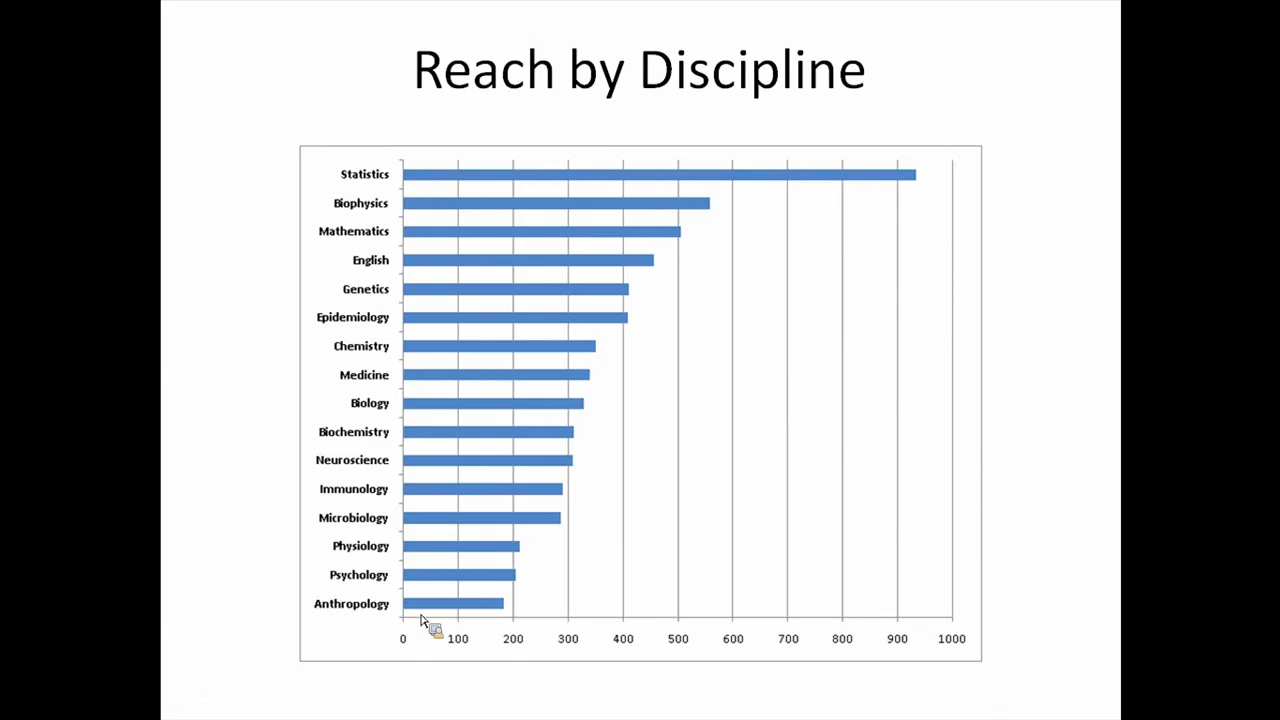 Reach by Discipline
Statistics
Biophysics
Mathematics
English
Genetics
Epidemiology
Chemistry
Medicine
Biology
Biochemistry
Neuroscience
Immunology
Microbiology
Physiology
Psychology
Anthropology
0 100 200 300 400 500 600 700 800 900 1000